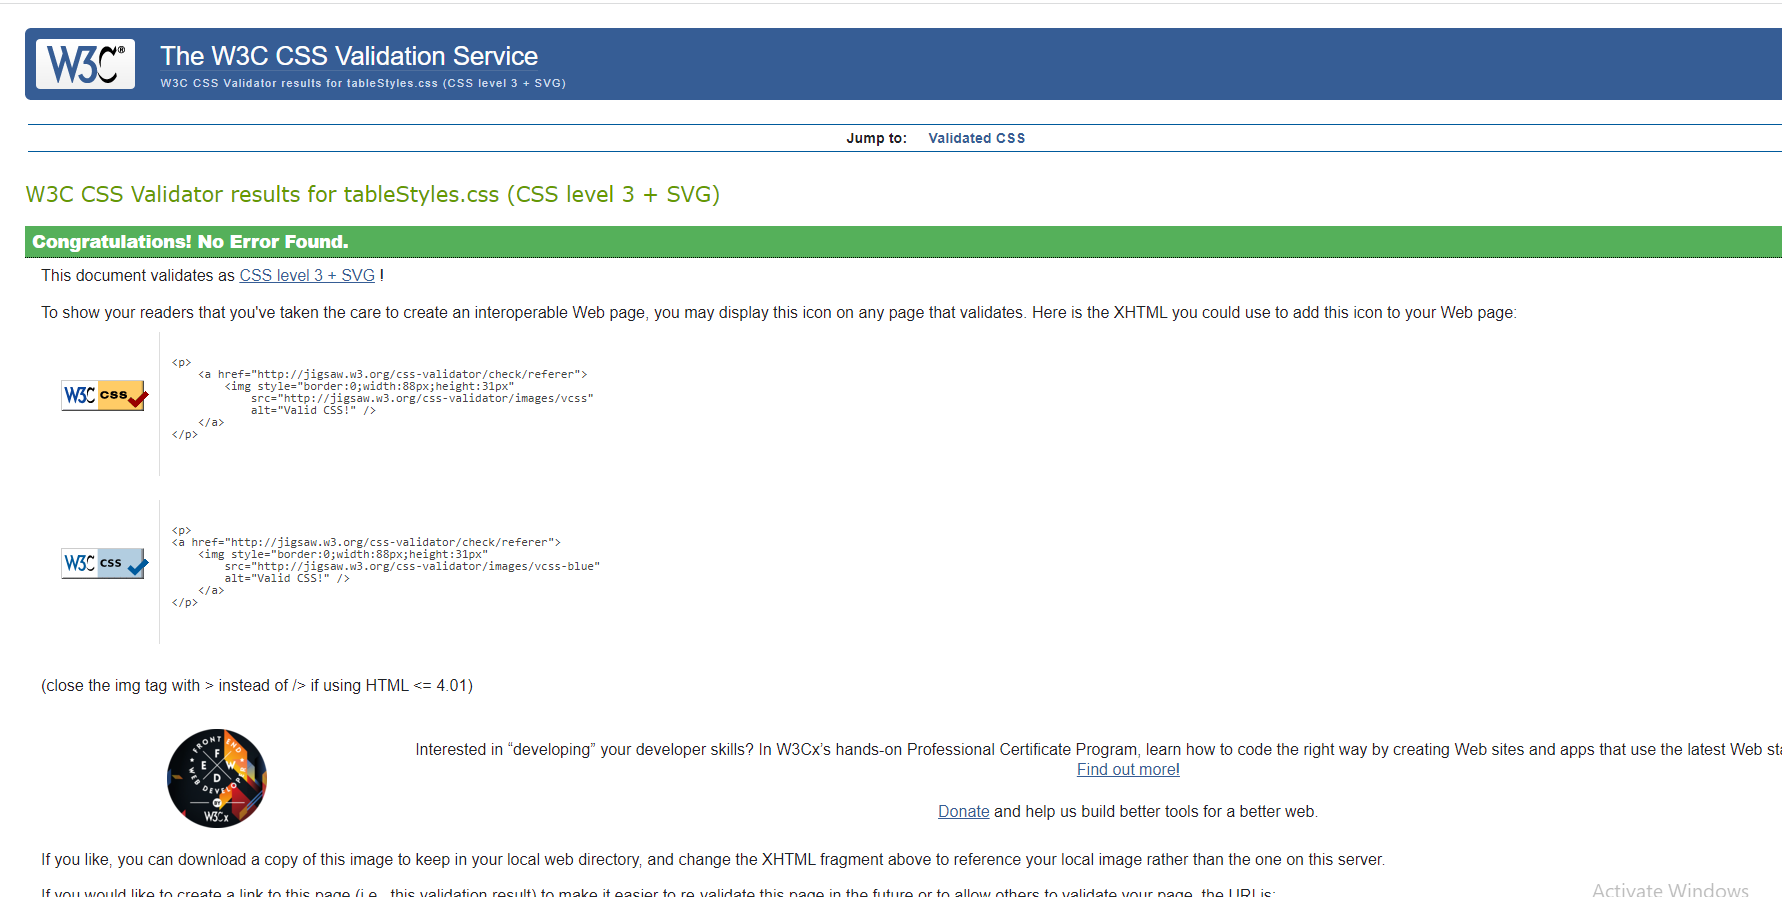 W3C®
The W3C CSS Validation Service
W3C CSS Validator results for tableStyles.css (CSS level 3 + SVG)
Jump to: Validated CSS
W3C CSS Validator results for tableStyles.css (CSS level 3 + SVG)
Congratulations! No Error Found.
This document validates as CSS level 3 + SVG !
To show your readers that you've taken the care to create an interoperable Web page, you may display this icon on any page that validates. Here is the XHTML you could use to add this icon to your Web page:
W3C css
<p>
<a href="http://jigsaw.w3.org/css-validator/check/referer">
<img style="border:0;width:88px;height:31px"
src="http://jigsaw.w3.org/css-validator/images/vcss"
alt="Valid CSS!" />
</a>
</p>
W3C css
<p>
<a href="http://jigsaw.w3.org/css-validator/check/referer">
<img style="border:0;width:88px;height:31px"
src="http://jigsaw.w3.org/css-validator/images/vcss-blue"
alt="Valid CSS!" />
</a>
</p>
(close the img tag with > instead of /> if using HTML <= 4.01)
FRONT END
WEB DEVELOPER
F E W D
BY
W3Cx
Interested in “developing” your developer skills? In W3Cx’s hands-on Professional Certificate Program, learn how to code the right way by creating Web sites and apps that use the latest Web sta
Find out more!
Donate and help us build better tools for a better web.
If you like, you can download a copy of this image to keep in your local web directory, and change the XHTML fragment above to reference your local image rather than the one on this server.
If you would like to create a link to this page (i.e., this validation result) to make it easier to re-validate this page in the future or to allow others to validate your page, the URI is:
Activate Windows